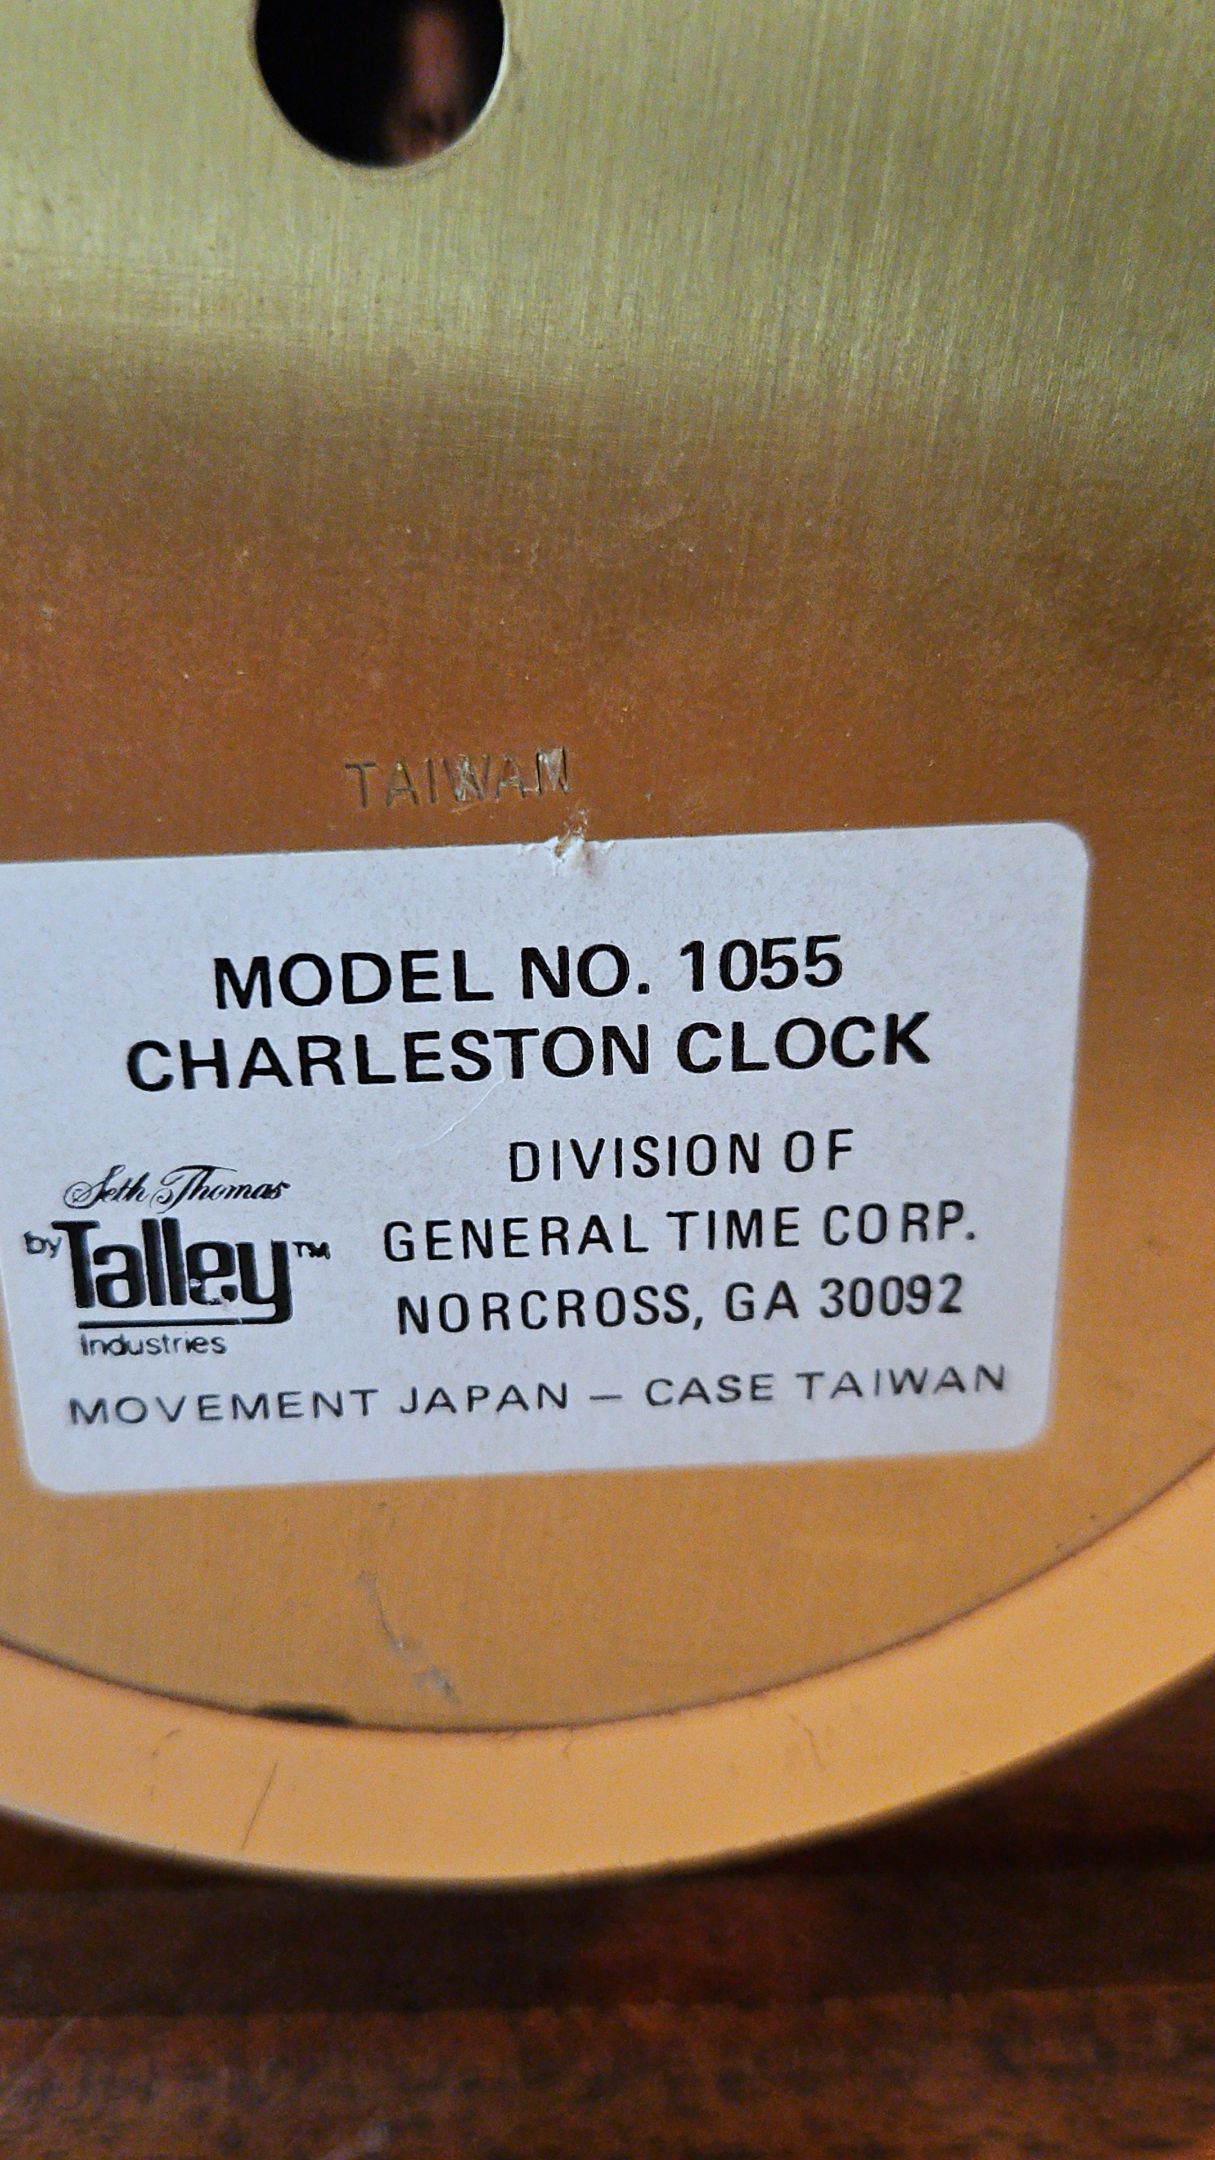 TAIWAN
MODEL NO. 1055
CHARLESTON CLOCK
Seth Thomas
by Talley™
Industries
DIVISION OF
GENERAL TIME CORP.
NORCROSS, GA 30092
MOVEMENT JAPAN – CASE TAIWAN